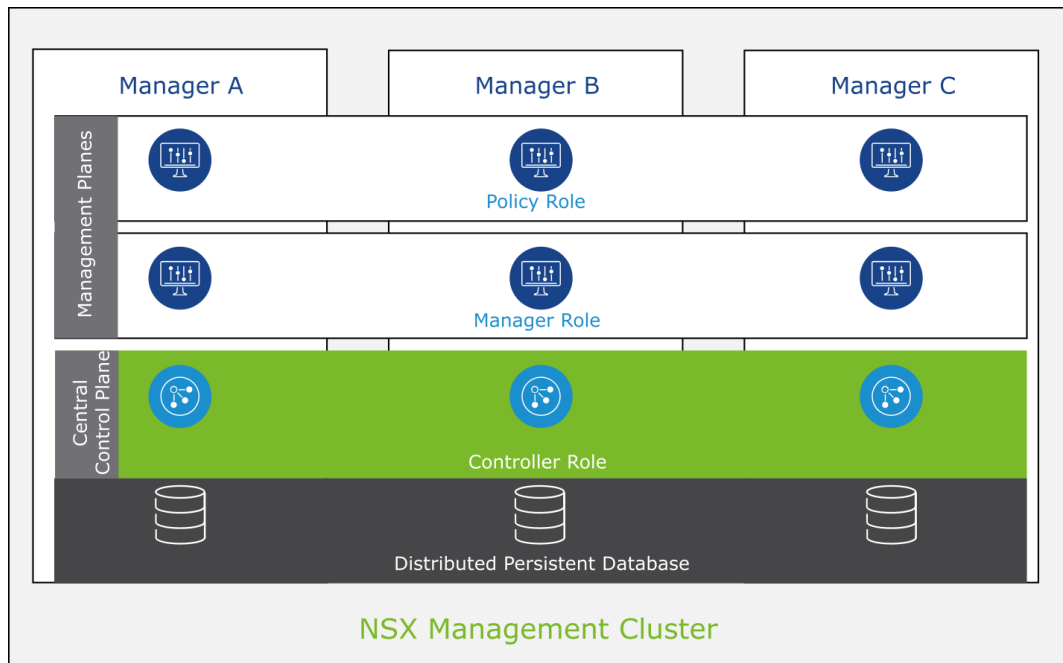 Manager A
Manager B
Manager C
Management Planes
Policy Role
Manager Role
Central
Control Plane
Controller Role
Distributed Persistent Database
NSX Management Cluster